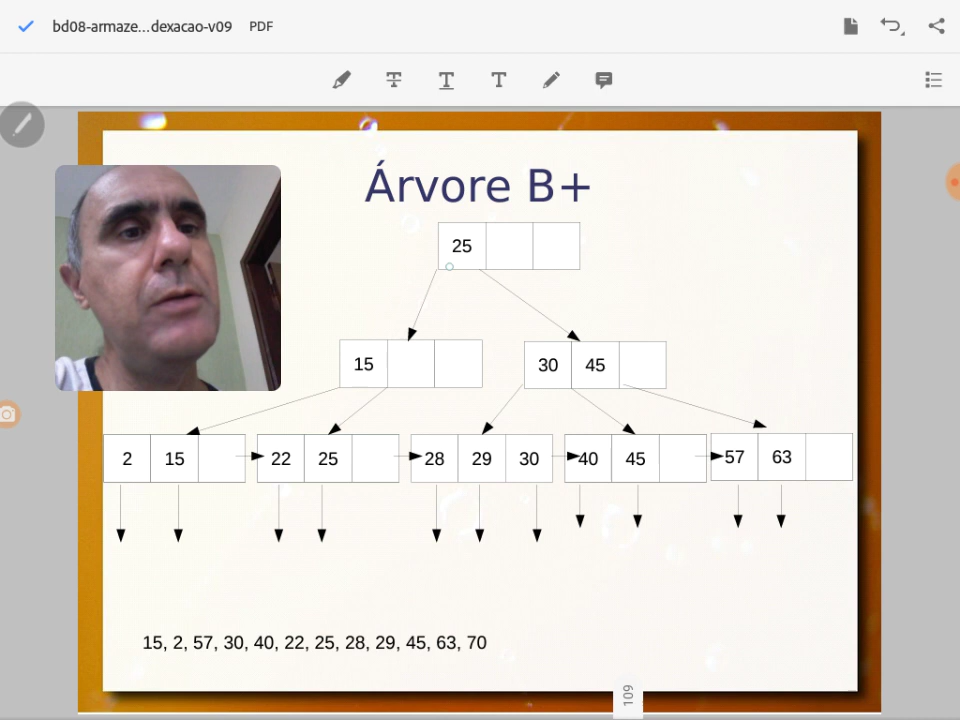 bd08-armaze...dexacao-v09 PDF
Árvore B+
25
15
30 45
2 15 22 25 28 29 30 40 45 57 63
15, 2, 57, 30, 40, 22, 25, 28, 29, 45, 63, 70
109